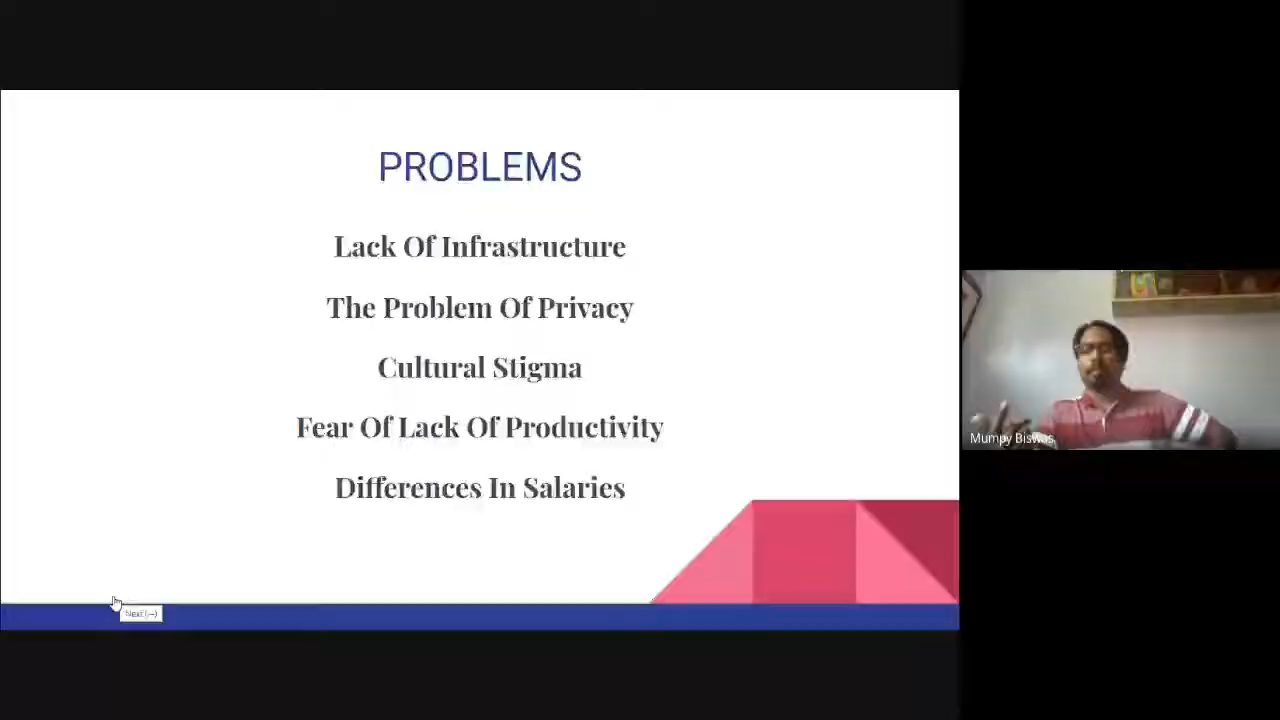 PROBLEMS
Lack Of Infrastructure
The Problem Of Privacy
Cultural Stigma
Fear Of Lack Of Productivity
Differences In Salaries
Mumpy Biswas